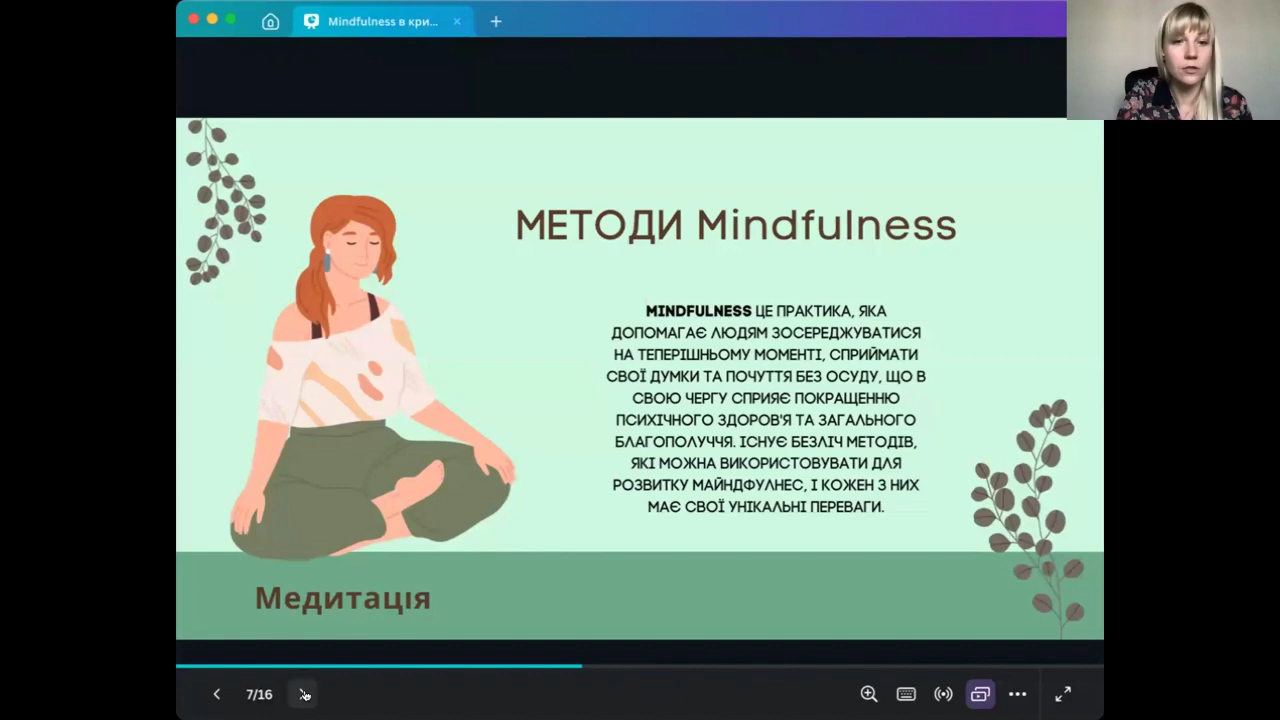 Mindfulness в кри...
МЕТОДИ Mindfulness
MINDFULNESS ЦЕ ПРАКТИКА, ЯКА
ДОПОМАГАЄ ЛЮДЯМ ЗОСЕРЕДЖУВАТИСЯ
НА ТЕПЕРІШНЬОМУ МОМЕНТІ, СПРИЙМАТИ
СВОЇ ДУМКИ ТА ПОЧУТТЯ БЕЗ ОСУДУ, ЩО В
СВОЮ ЧЕРГУ СПРИЯЄ ПОКРАЩЕННЮ
ПСИХІЧНОГО ЗДОРОВ'Я ТА ЗАГАЛЬНОГО
БЛАГОПОЛУЧЧЯ. ІСНУЄ БЕЗЛІЧ МЕТОДІВ,
ЯКІ МОЖНА ВИКОРИСТОВУВАТИ ДЛЯ
РОЗВИТКУ МАЙНДФУЛНЕС, І КОЖЕН З НИХ
МАЄ СВОЇ УНІКАЛЬНІ ПЕРЕВАГИ.
Медитація
7/16